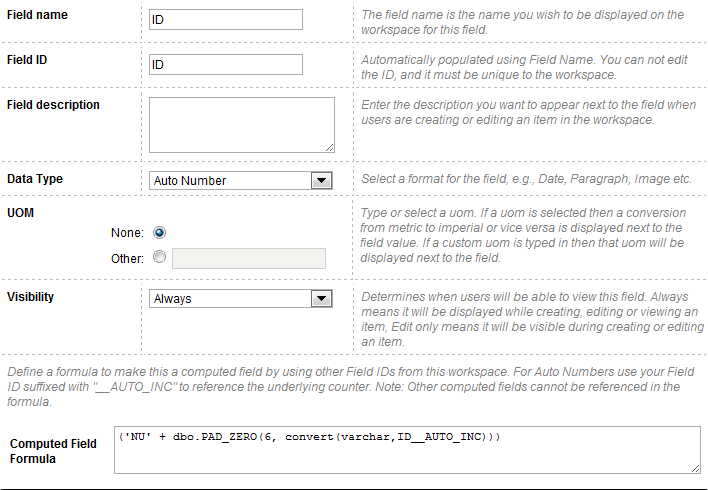 Field name
ID
The field name is the name you wish to be displayed on the
workspace for this field.
Field ID
ID
Automatically populated using Field Name. You can not edit
the ID, and it must be unique to the workspace.
Field description
Enter the description you want to appear next to the field when
users are creating or editing an item in the workspace.
Data Type
Auto Number
Select a format for the field, e.g., Date, Paragraph, Image etc.
UOM
None:
Other:
Type or select a uom. If a uom is selected then a conversion
from metric to imperial or vice versa is displayed next to the
field value. If a custom uom is typed in then that uom will be
displayed next to the field.
Visibility
Always
Determines when users will be able to view this field. Always
means it will be displayed while creating, editing or viewing an
item, Edit only means it will be visible during creating or editing
an item.
Define a formula to make this a computed field by using other Field IDs from this workspace. For Auto Numbers use your Field
ID suffixed with "__AUTO_INC" to reference the underlying counter. Note: Other computed fields cannot be referenced in the
formula.
Computed Field
Formula
('NU' + dbo.PAD_ZERO(6, convert(varchar,ID__AUTO_INC)))